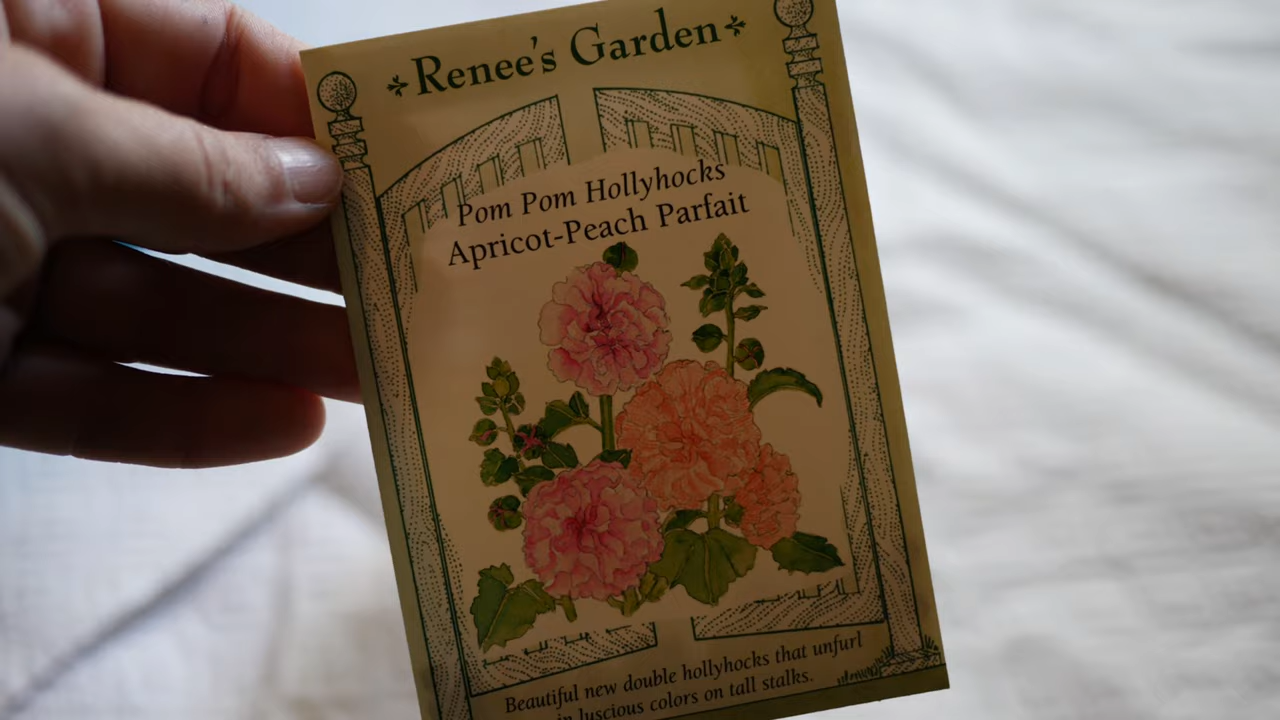 Renee's Garden
Pom Pom Hollyhocks
Apricot-Peach Parfait
Beautiful new double hollyhocks that unfurl
in luscious colors on tall stalks.